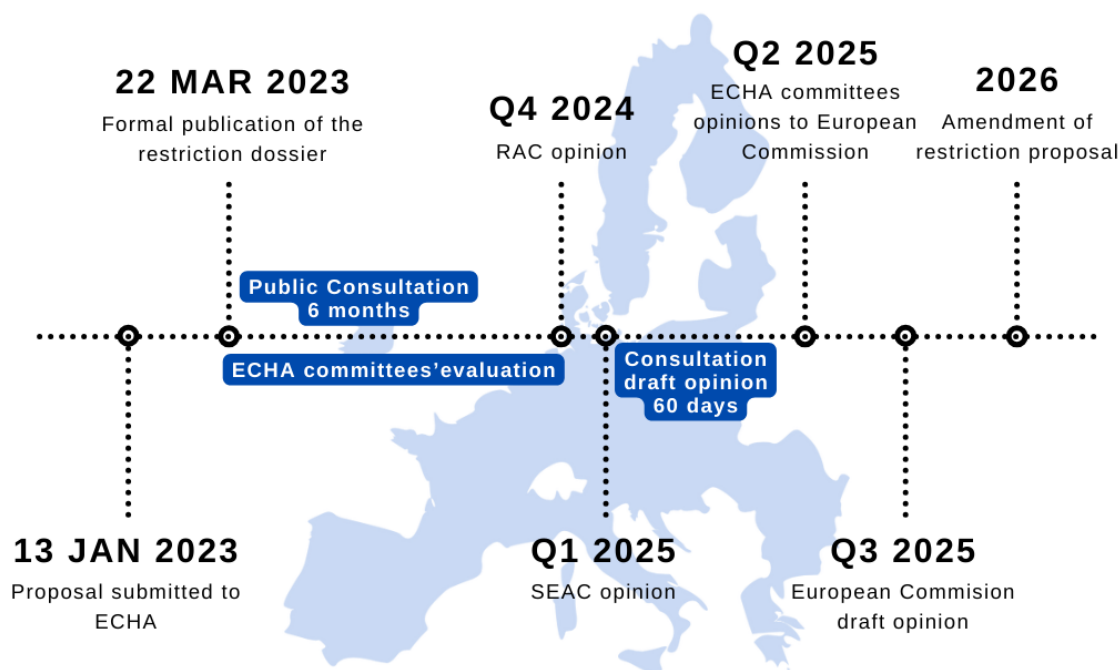 22 MAR 2023
Formal publication of the
restriction dossier
Q4 2024
RAC opinion
Q2 2025
ECHA committees
opinions to European
Commission
2026
Amendment of
restriction proposal
Public Consultation
6 months
ECHA committees’evaluation
Consultation
draft opinion
60 days
13 JAN 2023
Proposal submitted to
ECHA
Q1 2025
SEAC opinion
Q3 2025
European Commision
draft opinion